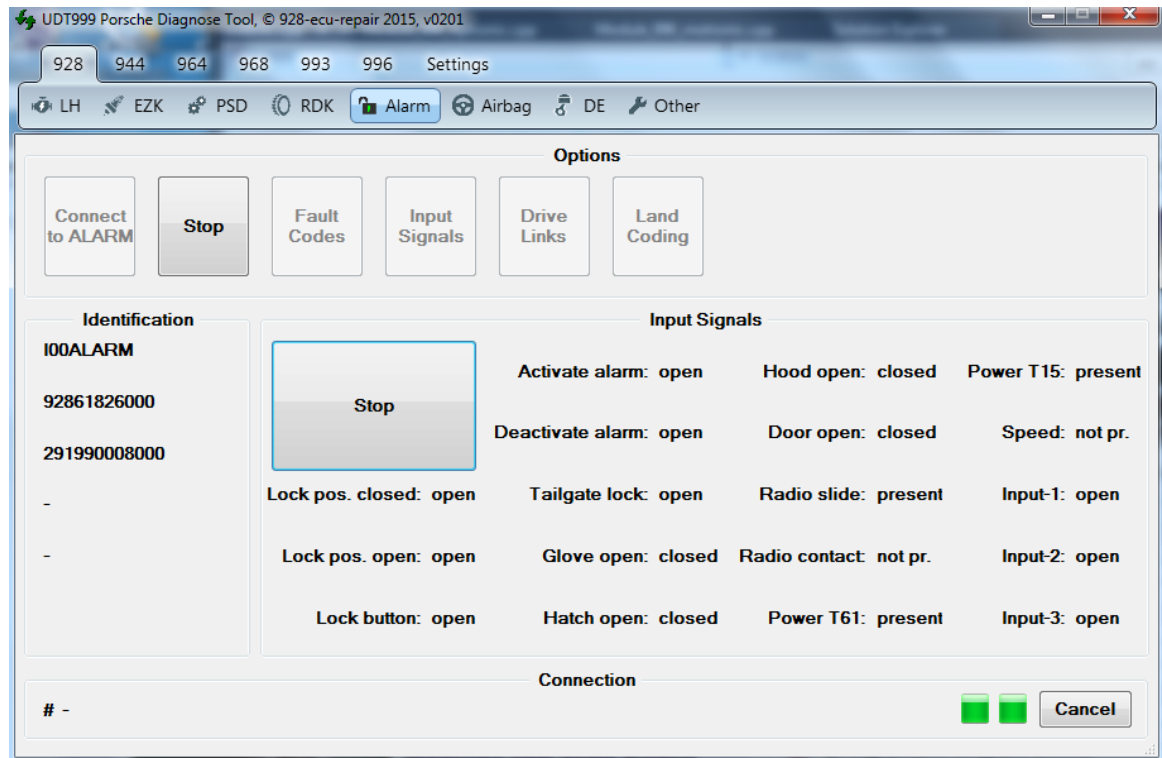 UDT999 Porsche Diagnose Tool, © 928-ecu-repair 2015, v0201
928 944 964 968 993 996 Settings
LH EZK PSD RDK Alarm Airbag DE Other
Options
Connect to ALARM
Stop
Fault Codes
Input Signals
Drive Links
Land Coding
Identification
I00ALARM
92861826000
291990008000
-
-
Input Signals
Stop
Activate alarm: open Hood open: closed Power T15: present
Deactivate alarm: open Door open: closed Speed: not pr.
Lock pos. closed: open Tailgate lock: open Radio slide: present Input-1: open
Lock pos. open: open Glove open: closed Radio contact: not pr. Input-2: open
Lock button: open Hatch open: closed Power T61: present Input-3: open
Connection
# -
Cancel